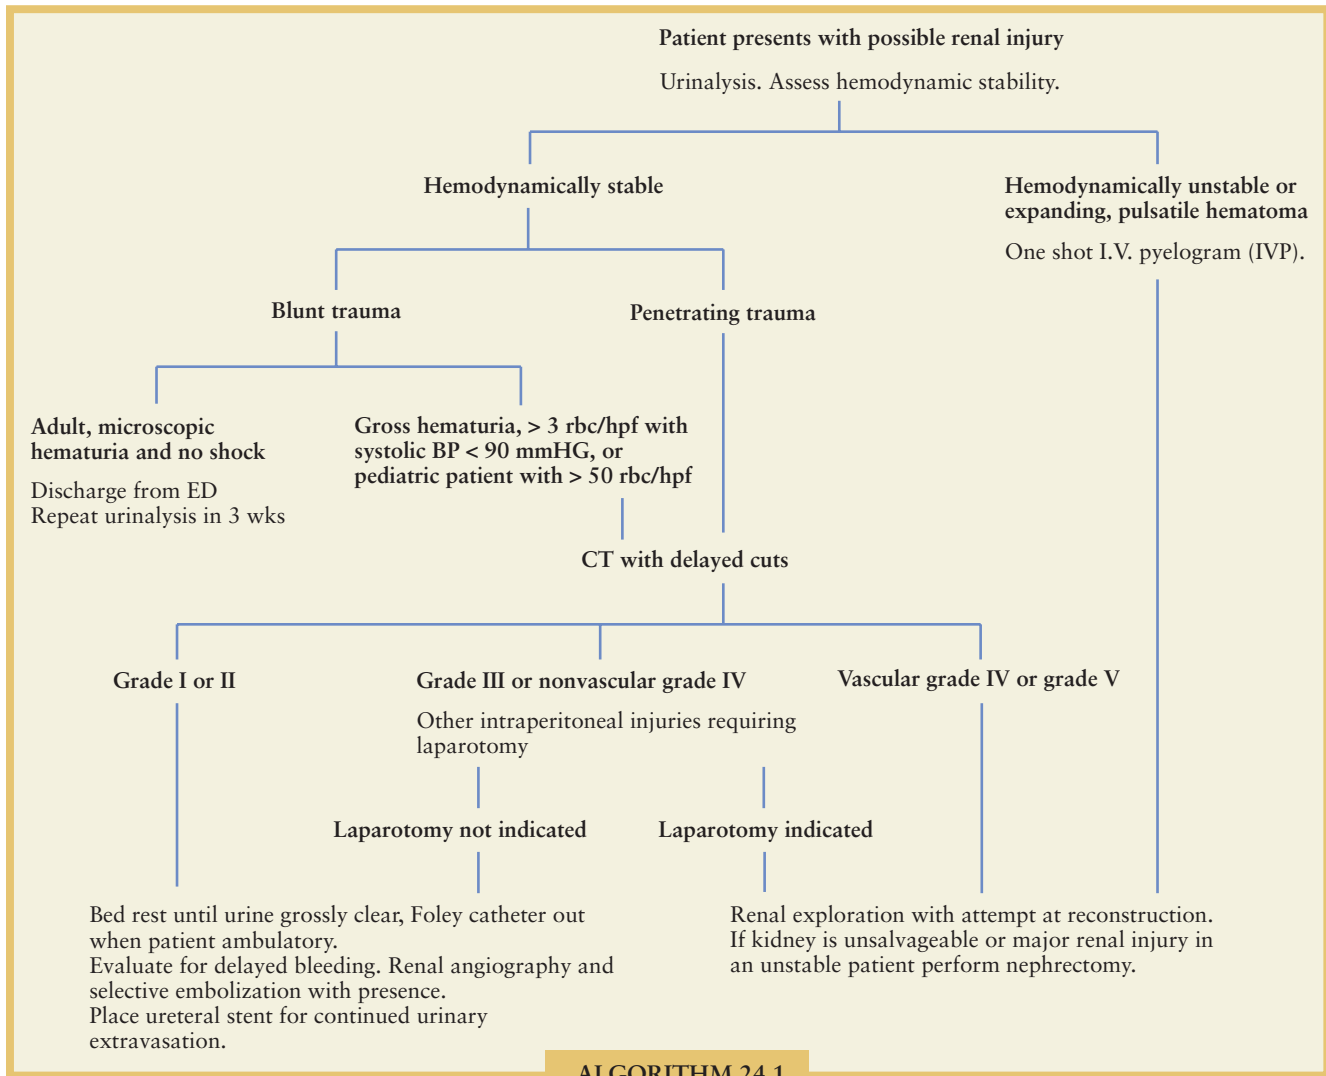 Patient presents with possible renal injury
Urinalysis. Assess hemodynamic stability.
Hemodynamically stable
Hemodynamically unstable or
expanding, pulsatile hematoma
One shot I.V. pyelogram (IVP).
Blunt trauma
Penetrating trauma
Adult, microscopic
hematuria and no shock
Discharge from ED
Repeat urinalysis in 3 wks
Gross hematuria, > 3 rbc/hpf with
systolic BP < 90 mmHG, or
pediatric patient with > 50 rbc/hpf
CT with delayed cuts
Grade I or II
Grade III or nonvascular grade IV
Other intraperitoneal injuries requiring
laparotomy
Vascular grade IV or grade V
Laparotomy not indicated
Laparotomy indicated
Bed rest until urine grossly clear, Foley catheter out
when patient ambulatory.
Evaluate for delayed bleeding. Renal angiography and
selective embolization with presence.
Place ureteral stent for continued urinary
extravasation.
Renal exploration with attempt at reconstruction.
If kidney is unsalvageable or major renal injury in
an unstable patient perform nephrectomy.
ALGORITHM 24.1